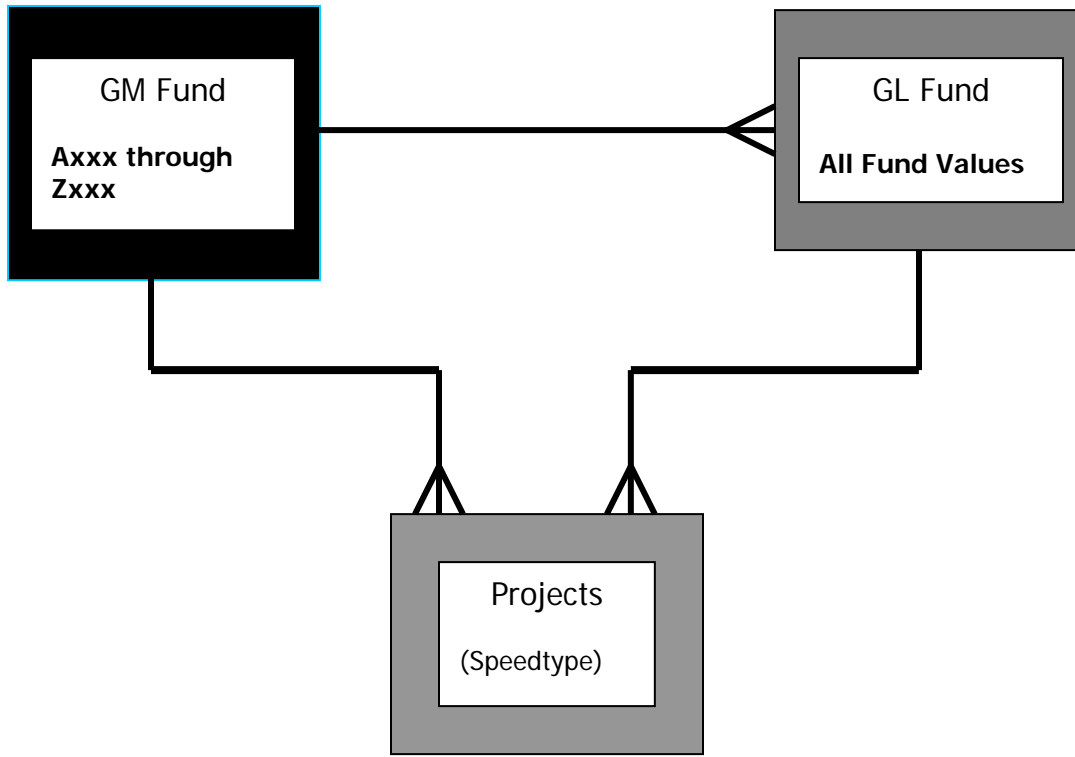 GM Fund
Axxx through
Zxxx
GL Fund
All Fund Values
Projects
(Speedtype)